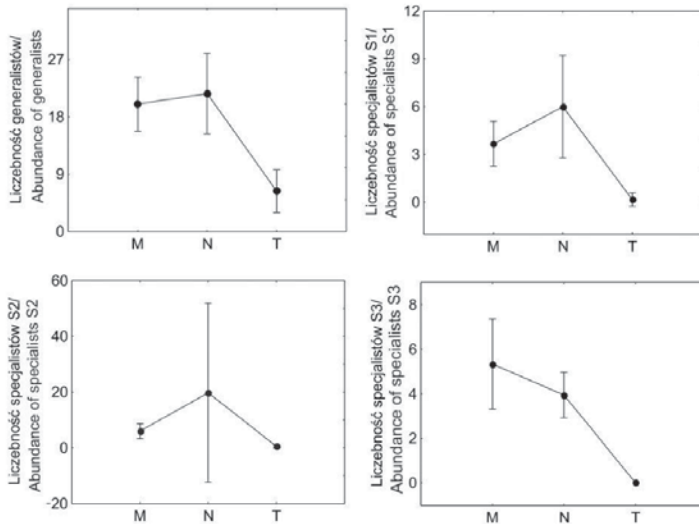 Liczebność generalistów/
Abundance of generalists
27
18
9
0
M N T
Liczebność specjalistów S1/
Abundance of specialists S1
12
9
6
3
0
M N T
Liczebność specjalistów S2/
Abundance of specialists S2
60
40
20
0
-20
M N T
Liczebność specjalistów S3/
Abundance of specialists S3
8
6
4
2
0
M N T